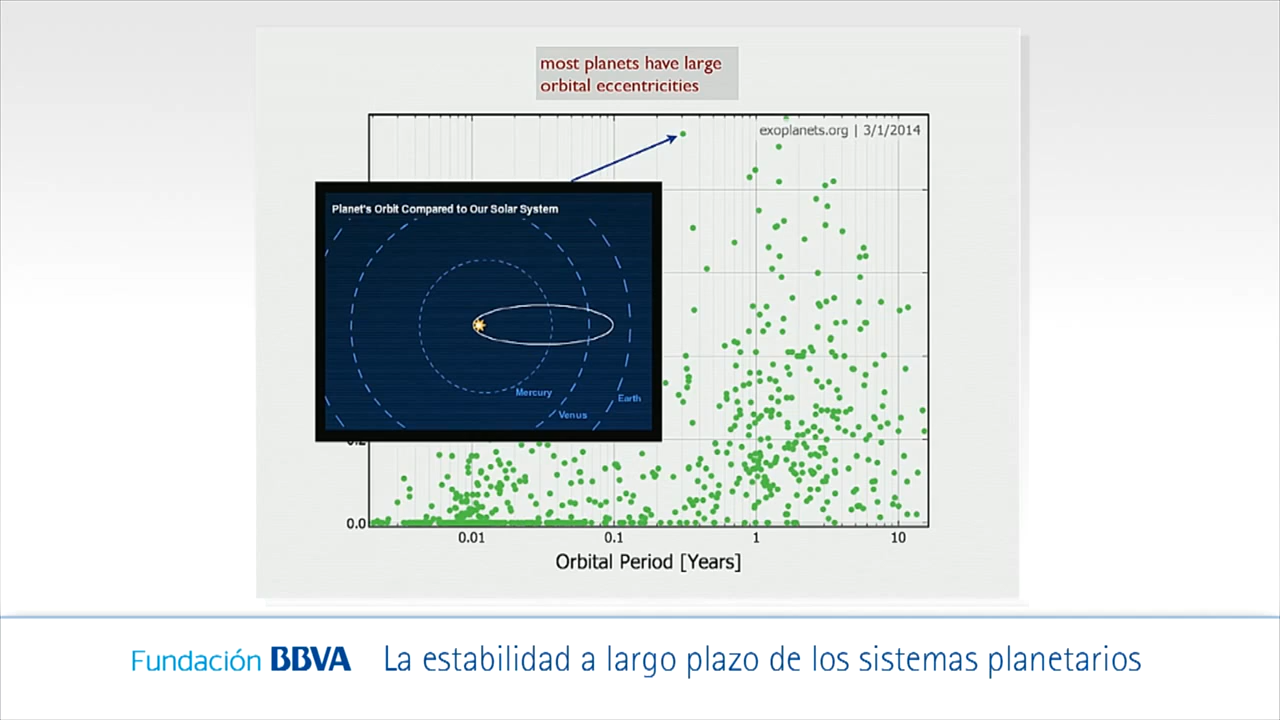 most planets have large
orbital eccentricities
exoplanets.org | 3/1/2014
Planet's Orbit Compared to Our Solar System
Mercury
Earth
Venus
0.0
0.01 0.1 1 10
Orbital Period [Years]
Fundación BBVA La estabilidad a largo plazo de los sistemas planetarios